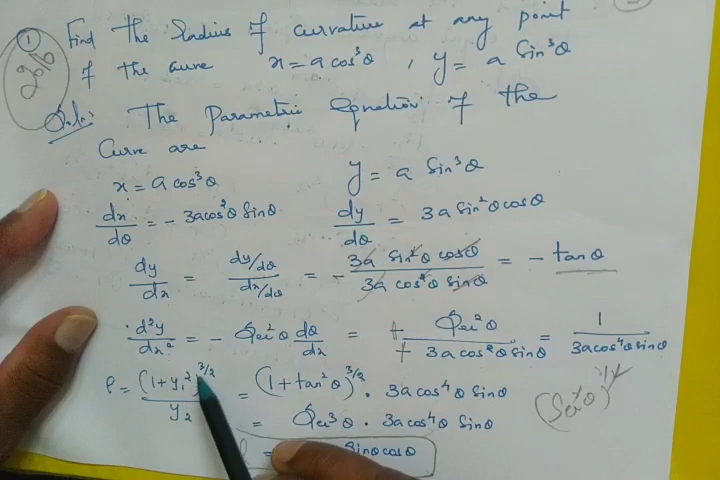 ① Find the Radius of curvature at any point
of the curve x = a cos³θ , y = a Sin³θ
Soln: The Parametric Equation of the
Curve are
x = a cos³θ y = a Sin³θ
dx/dθ = - 3a cos²θ Sinθ dy/dθ = 3a Sin²θ cosθ
dy/dx = (dy/dθ)/(dx/dθ) = - (3a Sin²θ cosθ)/(3a cos²θ Sinθ) = - tanθ
d²y/dx² = - Sec²θ dθ/dx = + Sec²θ/(+ 3a cos²θ Sinθ) = 1/(3a cos⁴θ Sinθ)
ρ = (1+y₁²)^3/2 / y₂ = (1+tan²θ)^3/2 · 3a cos⁴θ Sinθ
= Sec³θ · 3a cos⁴θ Sinθ
= Sinθ cosθ